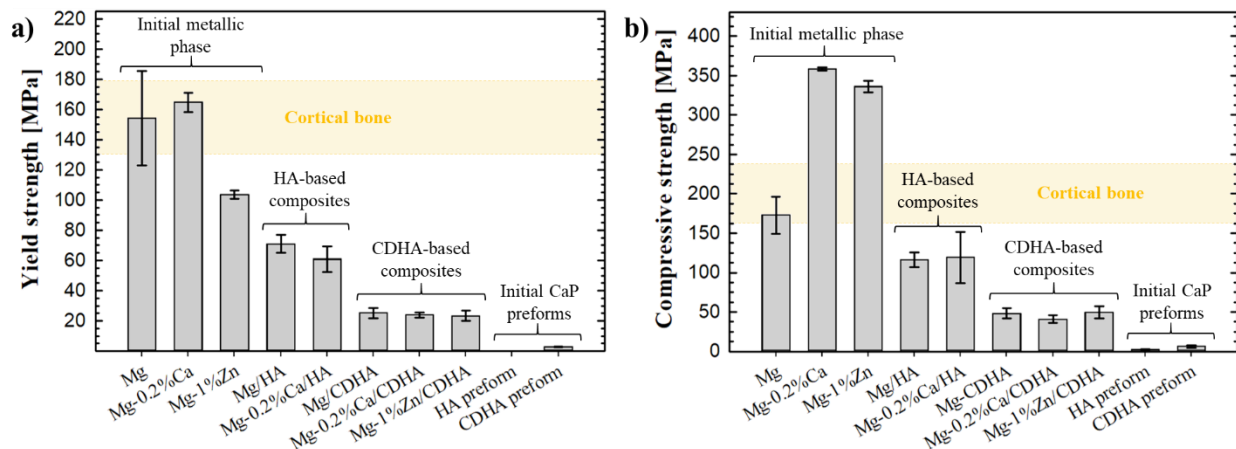 a)
Yield strength [MPa]
220
200
180
160
140
120
100
80
60
40
20
Initial metallic
phase
Cortical bone
HA-based
composites
CDHA-based
composites
Initial CaP
preforms
Mg
Mg-0.2%Ca
Mg-1%Zn
Mg/HA
Mg-0.2%Ca/HA
Mg/CDHA
Mg-0.2%Ca/CDHA
Mg-1%Zn/CDHA
HA preform
CDHA preform
b)
Compressive strength [MPa]
400
350
300
250
200
150
100
50
0
Initial metallic phase
HA-based
composites
Cortical bone
CDHA-based
composites
Initial CaP
preforms
Mg
Mg-0.2%Ca
Mg-1%Zn
Mg/HA
Mg-0.2%Ca/HA
Mg-CDHA
Mg-0.2%Ca/CDHA
Mg-1%Zn/CDHA
HA preform
CDHA preform